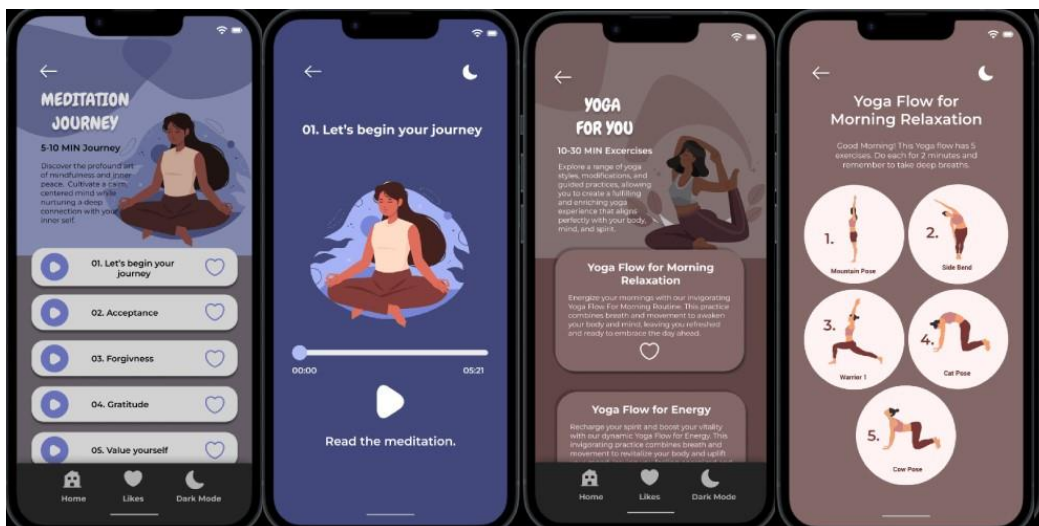 MEDITATION
JOURNEY
5-10 MIN Journey
Discover the profound art
of mindfulness and inner
peace. Cultivate a calm,
centered mind while
nurturing a deep
connection with your
inner self.
01. Let's begin your
journey
02. Acceptance
03. Forgivness
04. Gratitude
05. Value yourself
Home
Likes
Dark Mode
01. Let's begin your journey
00:00
05:21
Read the meditation.
YOGA
FOR YOU
10-30 MIN Excercises
Explore a range of yoga
styles, modifications, and
guided practices, allowing
you to create a fulfilling
and enriching yoga
experience that aligns
perfectly with your body,
mind, and spirit.
Yoga Flow for Morning
Relaxation
Energize your mornings with our invigorating
Yoga Flow For Morning Routine. This practice
combines breath and movement to awaken
your body and mind, leaving you refreshed
and ready to embrace the day ahead.
Yoga Flow for Energy
Recharge your spirit and boost your vitality
with our dynamic Yoga Flow for Energy. This
invigorating practice combines breath and
movement to revitalize your body and uplift
Home
Likes
Dark Mode
Yoga Flow for
Morning Relaxation
Good Morning! This Yoga flow has 5
exercises. Do each for 2 minutes and
remember to take deep breaths.
1.
Mountain Pose
2.
Side Bend
3.
Warrier 1
4.
Cat Pose
5.
Cow Pose